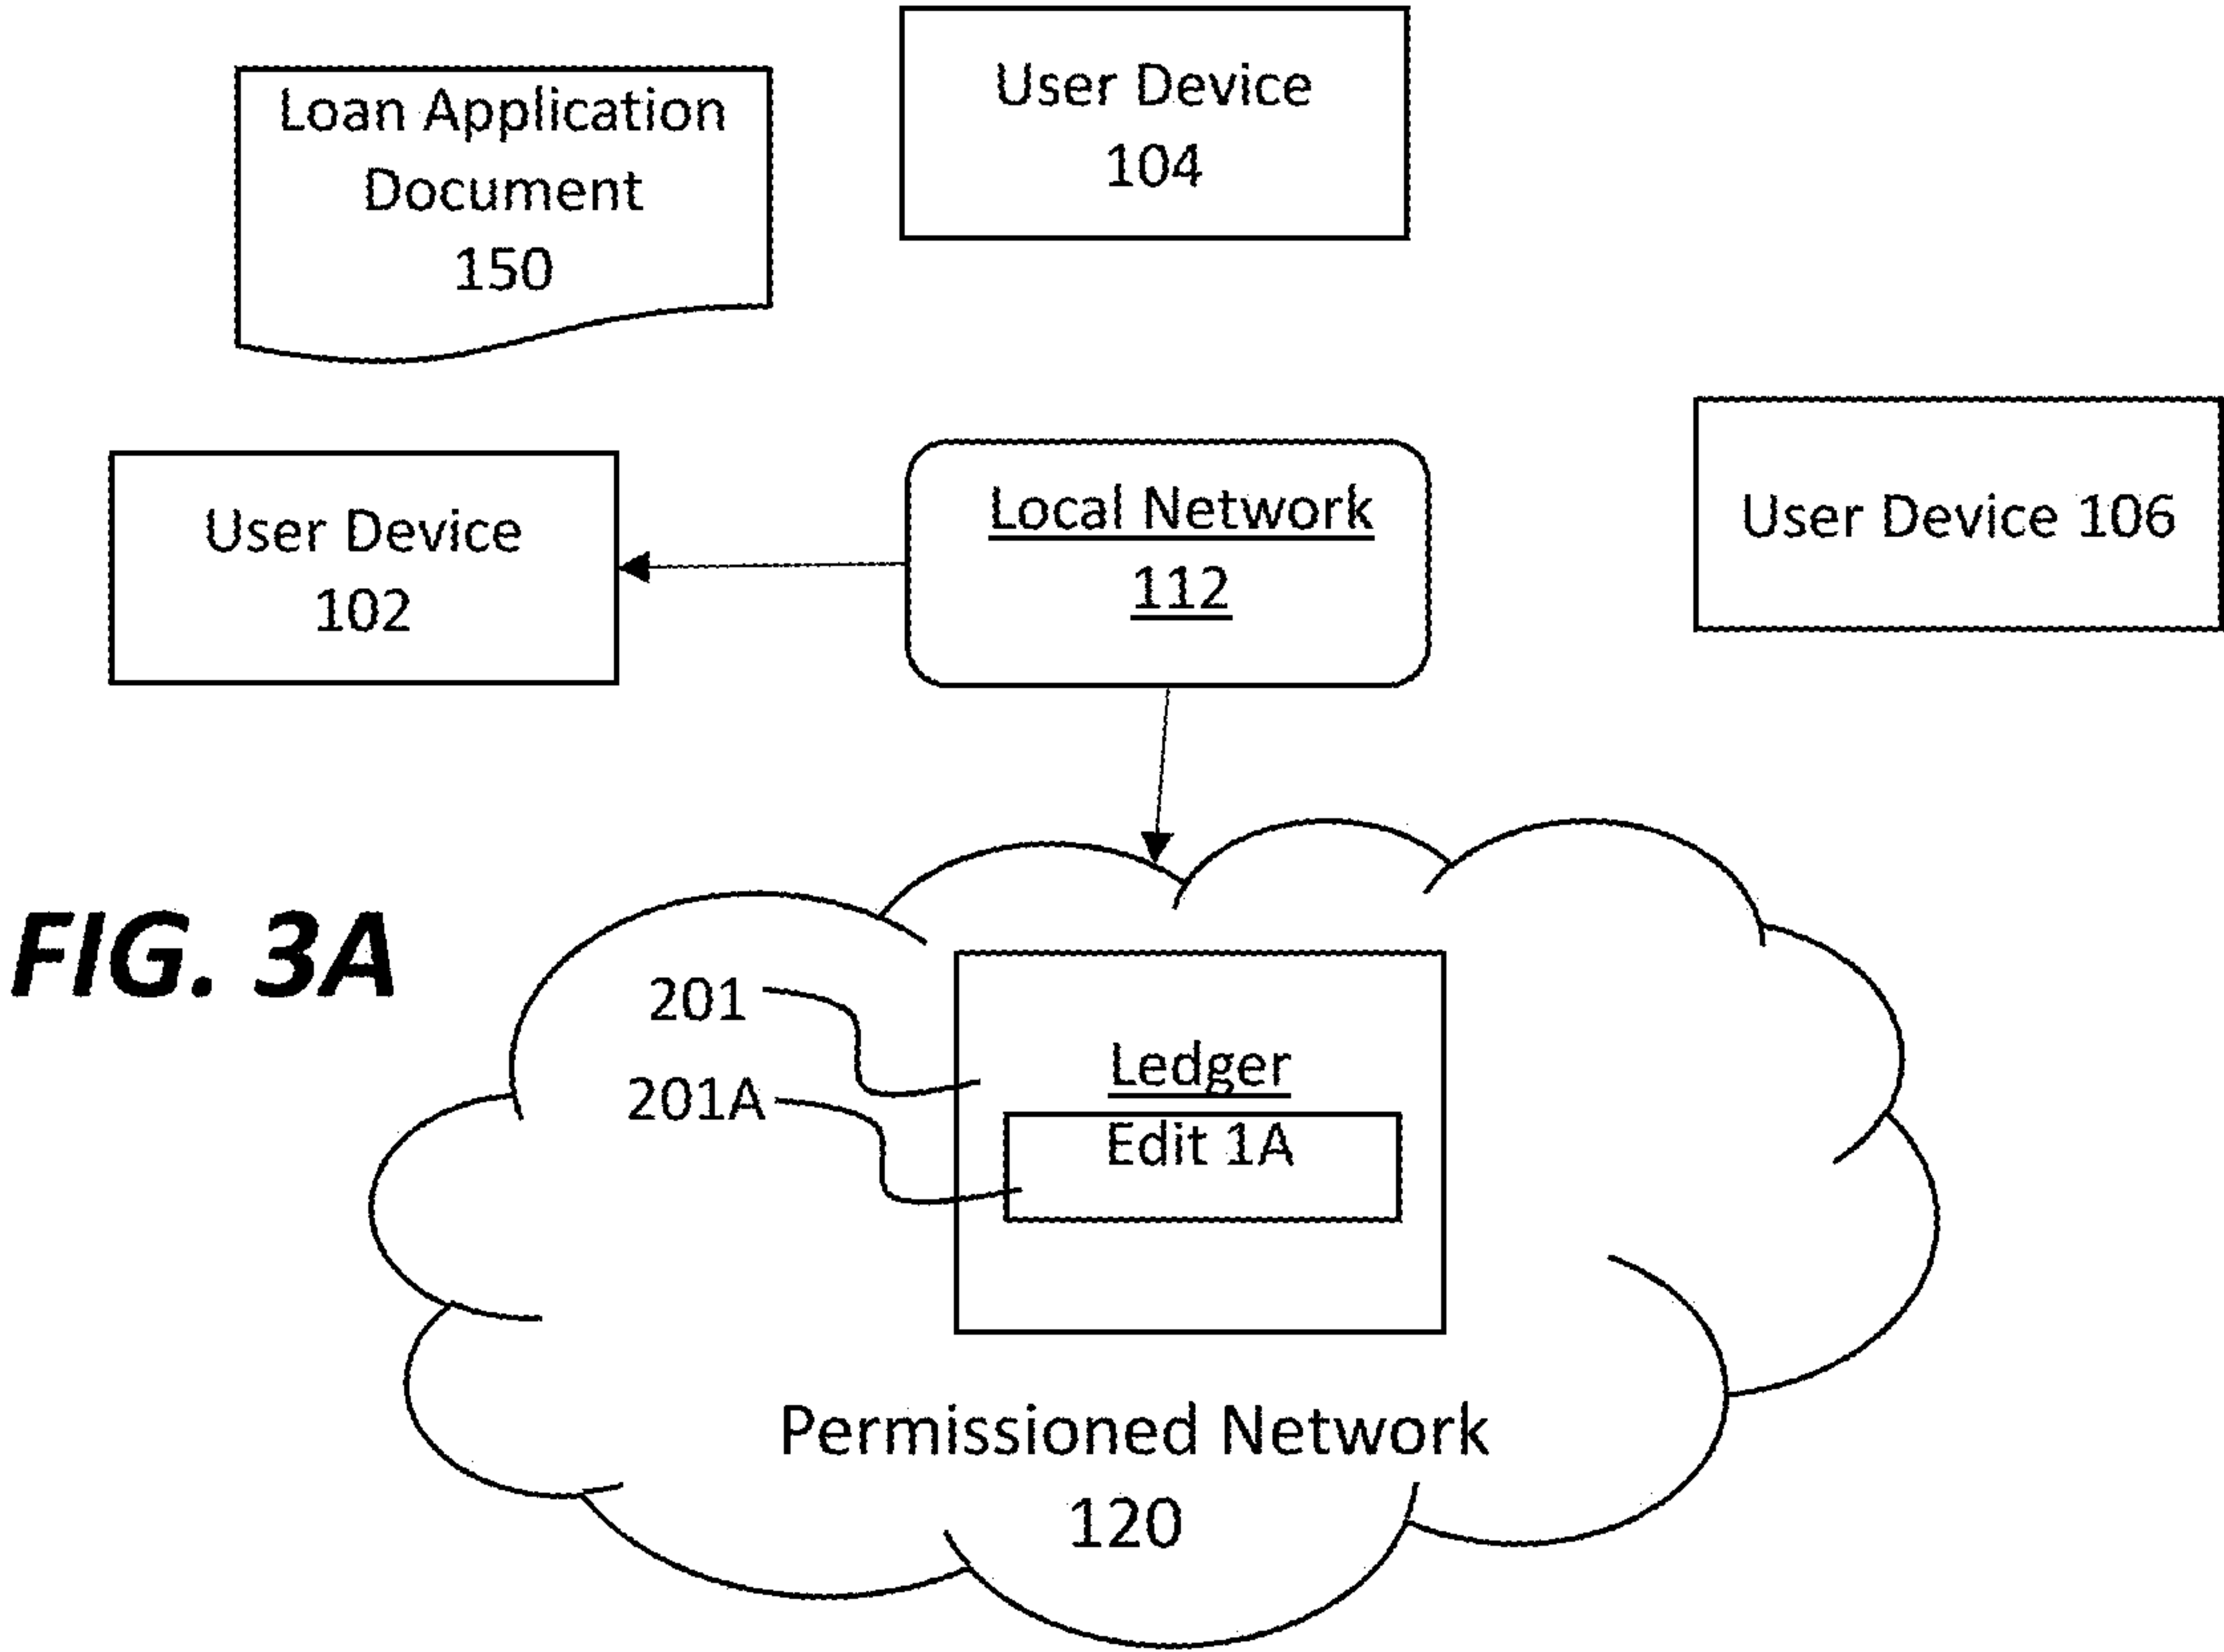 Loan Application
Document
150
User Device
104
User Device
102
Local Network
112
User Device 106
FIG. 3A
201
201A
Ledger
Edit 1A
Permissioned Network
120